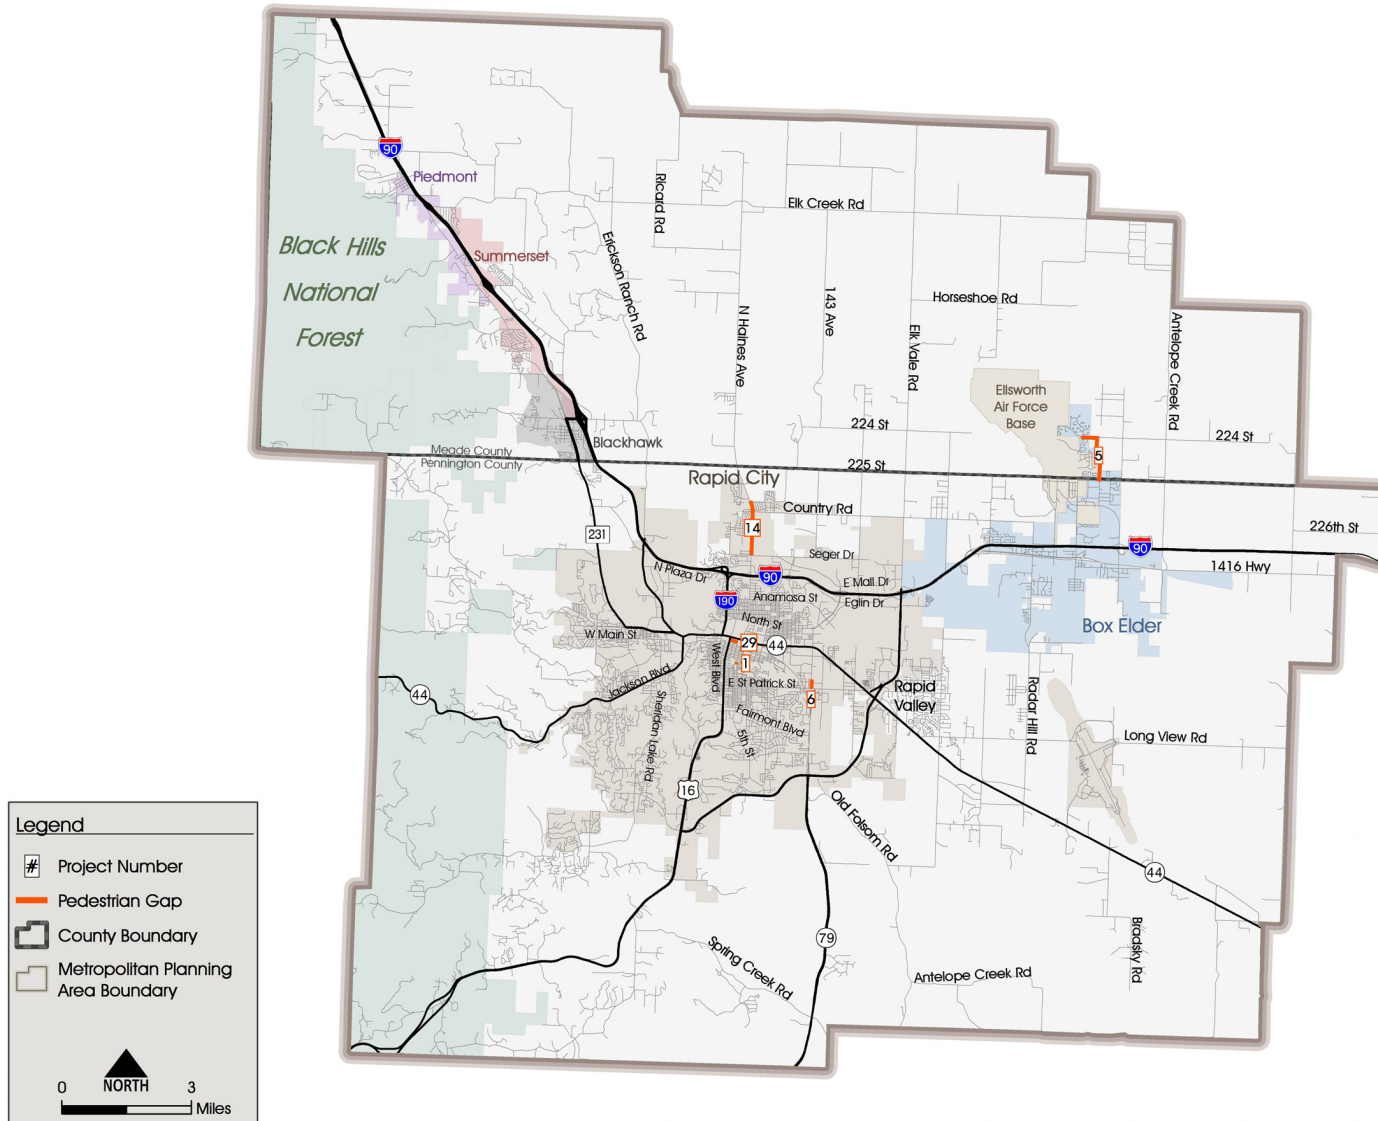 90
Piedmont
Black Hills
National
Forest
Summerset
Ricard Rd
Erickson Ranch Rd
Elk Creek Rd
N Haines Ave
143 Ave
Elk Vale Rd
Horseshoe Rd
Antelope Creek Rd
Ellsworth
Air Force
Base
224 St
224 St
5
Blackhawk
Meade County
Pennington County
225 St
Rapid City
Country Rd
14
231
226th St
Seger Dr
90
1416 Hwy
N Plaza Dr
90
E Mall Dr
190
Anamosa St
Eglin Dr
North St
Box Elder
W Main St
29
44
1
West Blvd
Jackson Blvd
E St Patrick St
6
Rapid
Valley
44
Sheridan Lake Rd
Fairmont Blvd
5th St
Radar Hill Rd
Long View Rd
16
Old Folsom Rd
44
79
Spring Creek Rd
Antelope Creek Rd
Bradsky Rd
Legend
# Project Number
Pedestrian Gap
County Boundary
Metropolitan Planning
Area Boundary
NORTH
0 3
Miles